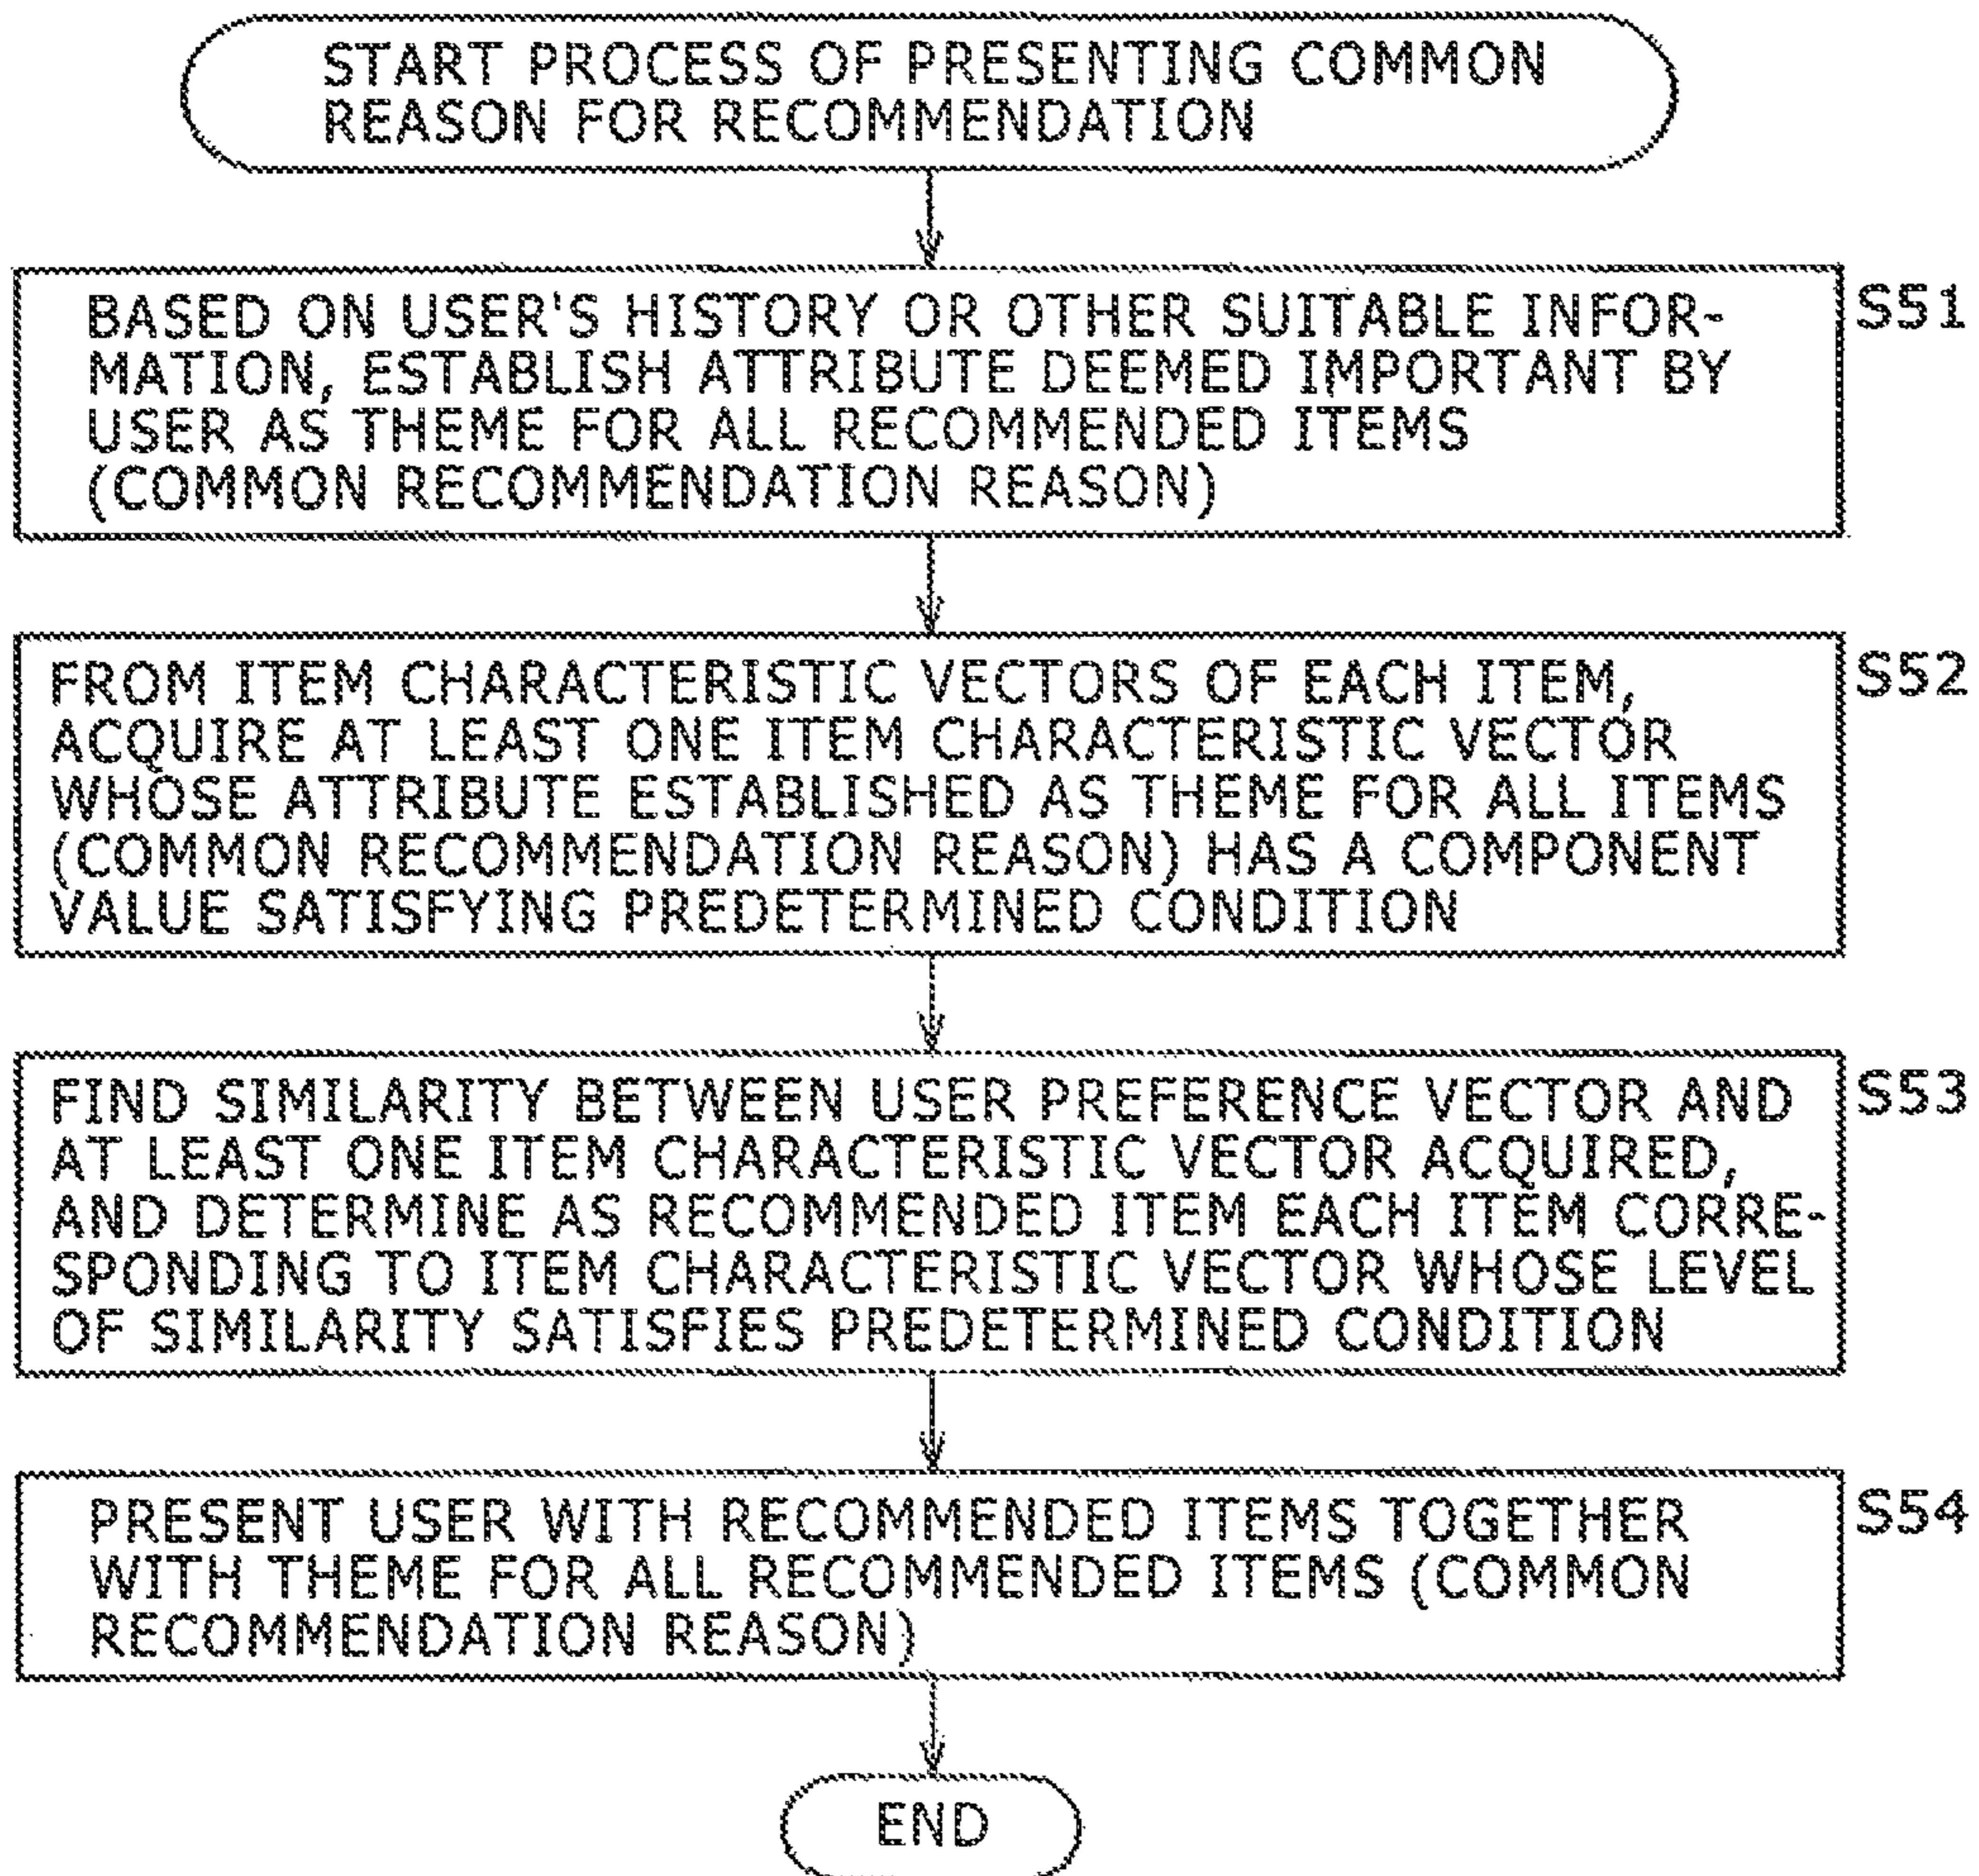 START PROCESS OF PRESENTING COMMON
REASON FOR RECOMMENDATION
BASED ON USER'S HISTORY OR OTHER SUITABLE INFOR-
MATION, ESTABLISH ATTRIBUTE DEEMED IMPORTANT BY
USER AS THEME FOR ALL RECOMMENDED ITEMS
(COMMON RECOMMENDATION REASON)
S51
FROM ITEM CHARACTERISTIC VECTORS OF EACH ITEM,
ACQUIRE AT LEAST ONE ITEM CHARACTERISTIC VECTOR
WHOSE ATTRIBUTE ESTABLISHED AS THEME FOR ALL ITEMS
(COMMON RECOMMENDATION REASON) HAS A COMPONENT
VALUE SATISFYING PREDETERMINED CONDITION
S52
FIND SIMILARITY BETWEEN USER PREFERENCE VECTOR AND
AT LEAST ONE ITEM CHARACTERISTIC VECTOR ACQUIRED,
AND DETERMINE AS RECOMMENDED ITEM EACH ITEM CORRE-
SPONDING TO ITEM CHARACTERISTIC VECTOR WHOSE LEVEL
OF SIMILARITY SATISFIES PREDETERMINED CONDITION
S53
PRESENT USER WITH RECOMMENDED ITEMS TOGETHER
WITH THEME FOR ALL RECOMMENDED ITEMS (COMMON
RECOMMENDATION REASON)
S54
END